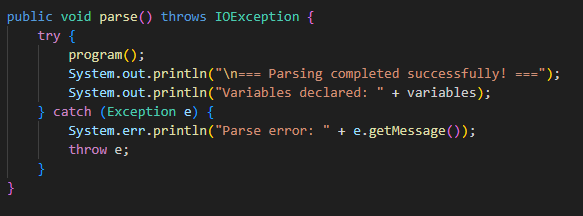 public void parse() throws IOException {
    try {
        program();
        System.out.println("\n=== Parsing completed successfully! ===");
        System.out.println("Variables declared: " + variables);
    } catch (Exception e) {
        System.err.println("Parse error: " + e.getMessage());
        throw e;
    }
}